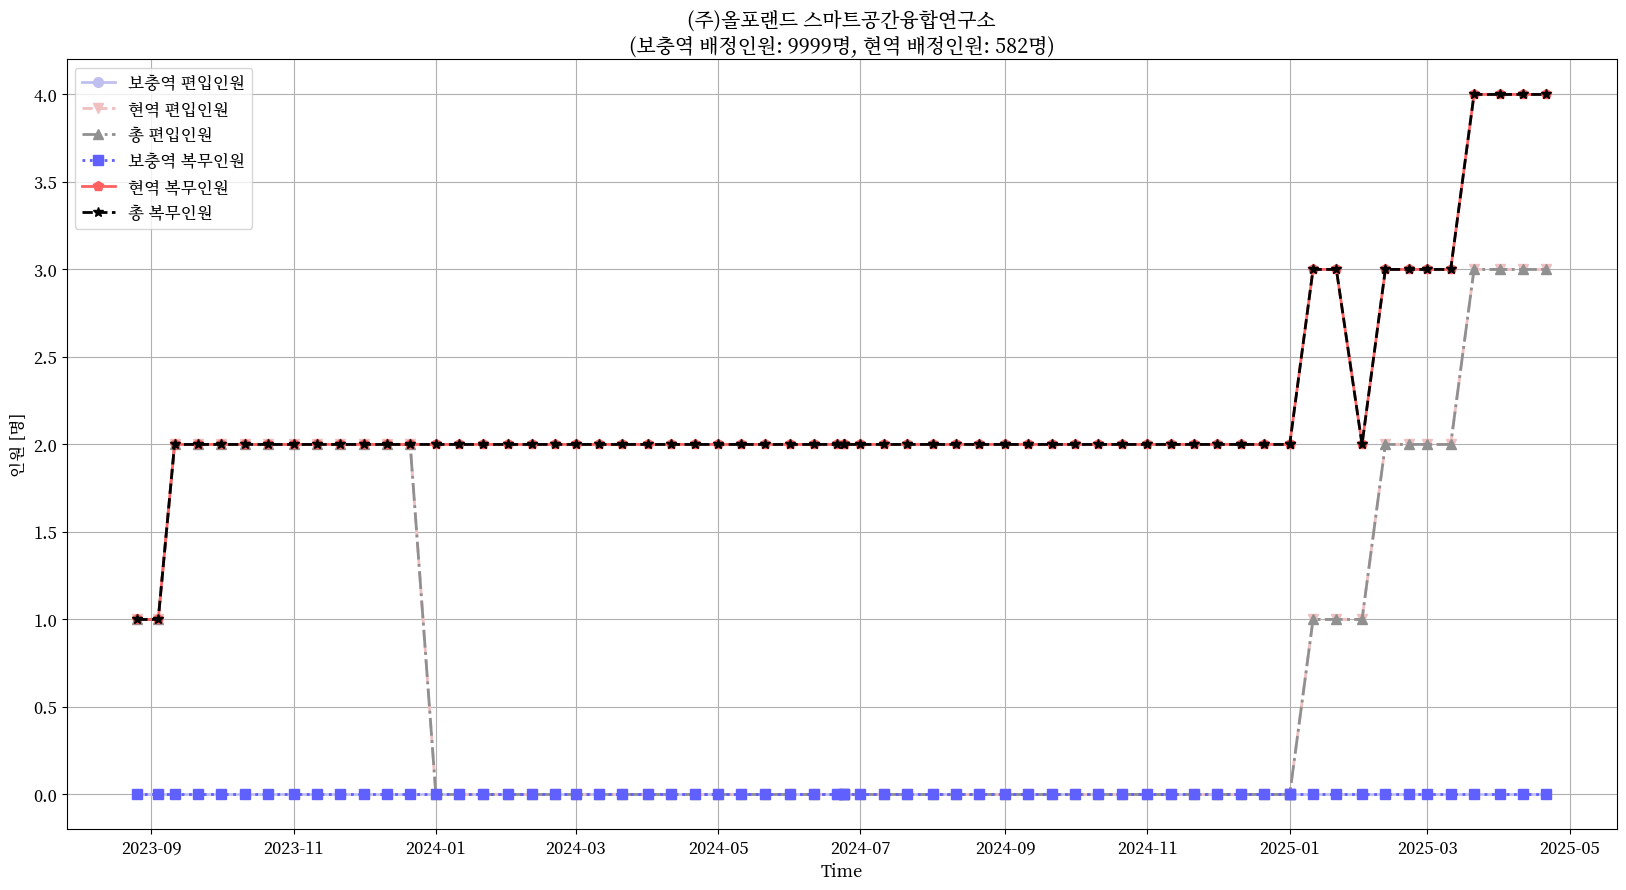 (주)올포랜드 스마트공간융합연구소
(보충역 배정인원: 9999명, 현역 배정인원: 582명)
보충역 편입인원
현역 편입인원
총 편입인원
보충역 복무인원
현역 복무인원
총 복무인원
4.0
3.5
3.0
2.5
2.0
1.5
1.0
0.5
0.0
인원 [명]
2023-09 2023-11 2024-01 2024-03 2024-05 2024-07 2024-09 2024-11 2025-01 2025-03 2025-05
Time